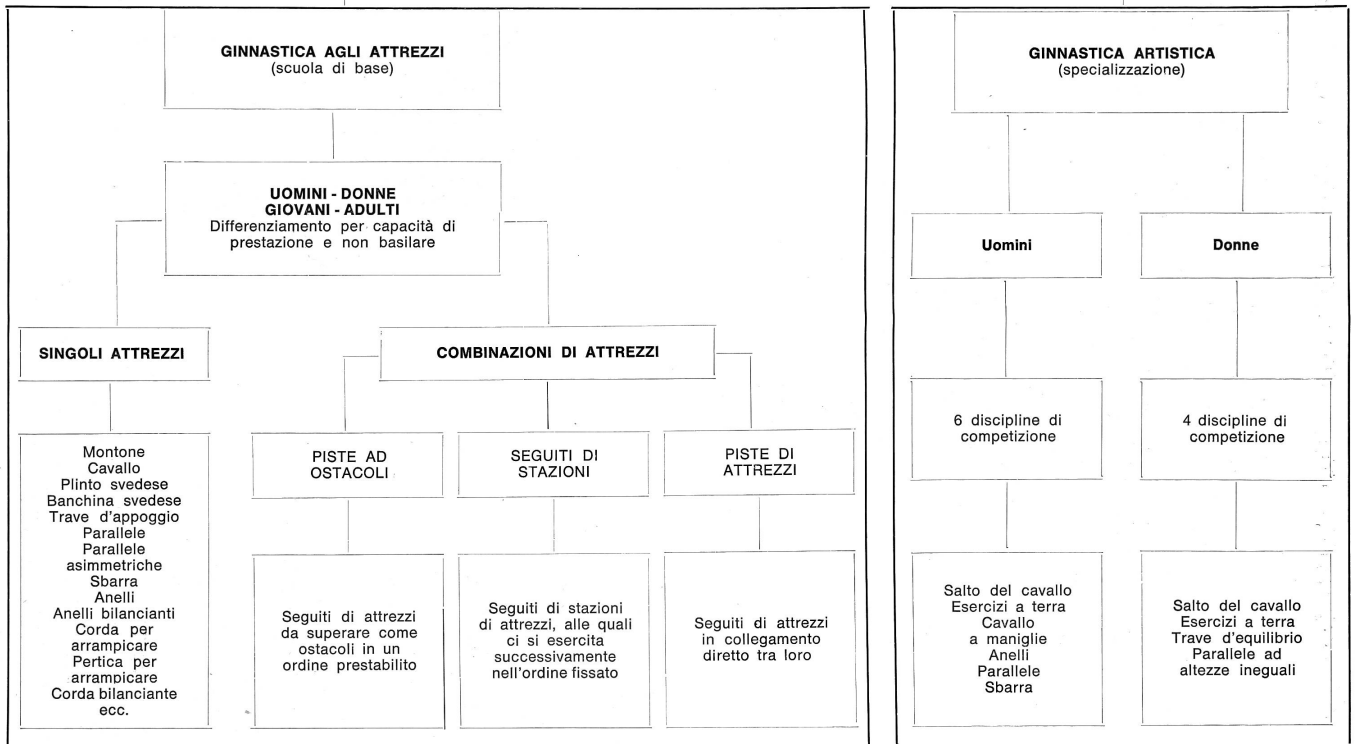 GINNASTICA AGLI ATTREZZI
(scuola di base)
UOMINI - DONNE
GIOVANI - ADULTI
Differenziamento per capacità di
prestazione e non basilare
SINGOLI ATTREZZI
COMBINAZIONI DI ATTREZZI
Montone
Cavallo
Plinto svedese
Banchina svedese
Trave d'appoggio
Parallele
Parallele
asimmetriche
Sbarra
Anelli
Anelli bilancianti
Corda per
arrampicare
Pertica per
arrampicare
Corda bilanciante
ecc.
PISTE AD
OSTACOLI
SEGUITI DI
STAZIONI
PISTE DI
ATTREZZI
Seguiti di attrezzi
da superare come
ostacoli in un
ordine prestabilito
Seguiti di stazioni
di attrezzi, alle quali
ci si esercita
successivamente
nell'ordine fissato
Seguiti di attrezzi
in collegamento
diretto tra loro
GINNASTICA ARTISTICA
(specializzazione)
Uomini
Donne
6 discipline di
competizione
4 discipline di
competizione
Salto del cavallo
Esercizi a terra
Cavallo
a maniglie
Anelli
Parallele
Sbarra
Salto del cavallo
Esercizi a terra
Trave d'equilibrio
Parallele ad
altezze ineguali